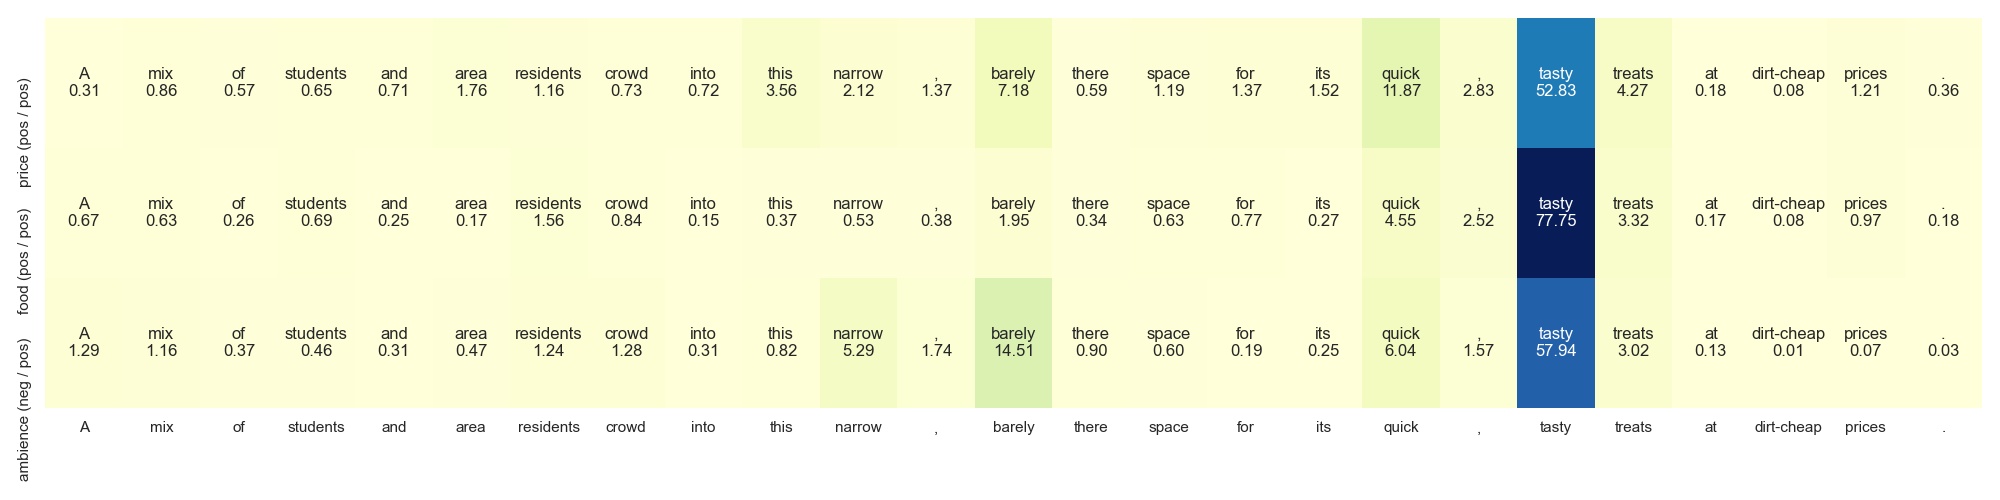 A mix of students and area residents crowd into this narrow , barely there space for its quick , tasty treats at dirt-cheap prices .
0.31 0.86 0.57 0.65 0.71 1.76 1.16 0.73 0.72 3.56 2.12 1.37 7.18 0.59 1.19 1.37 1.52 11.87 2.83 52.83 4.27 0.18 0.08 1.21 0.36
price (pos / pos)
A mix of students and area residents crowd into this narrow , barely there space for its quick , tasty treats at dirt-cheap prices .
0.67 0.63 0.26 0.69 0.25 0.17 1.56 0.84 0.15 0.37 0.53 0.38 1.95 0.34 0.63 0.77 0.27 4.55 2.52 77.75 3.32 0.17 0.08 0.97 0.18
food (pos / pos)
A mix of students and area residents crowd into this narrow , barely there space for its quick , tasty treats at dirt-cheap prices .
1.29 1.16 0.37 0.46 0.31 0.47 1.24 1.28 0.31 0.82 5.29 1.74 14.51 0.90 0.60 0.19 0.25 6.04 1.57 57.94 3.02 0.13 0.01 0.07 0.03
ambience (neg / pos)
A mix of students and area residents crowd into this narrow , barely there space for its quick , tasty treats at dirt-cheap prices .